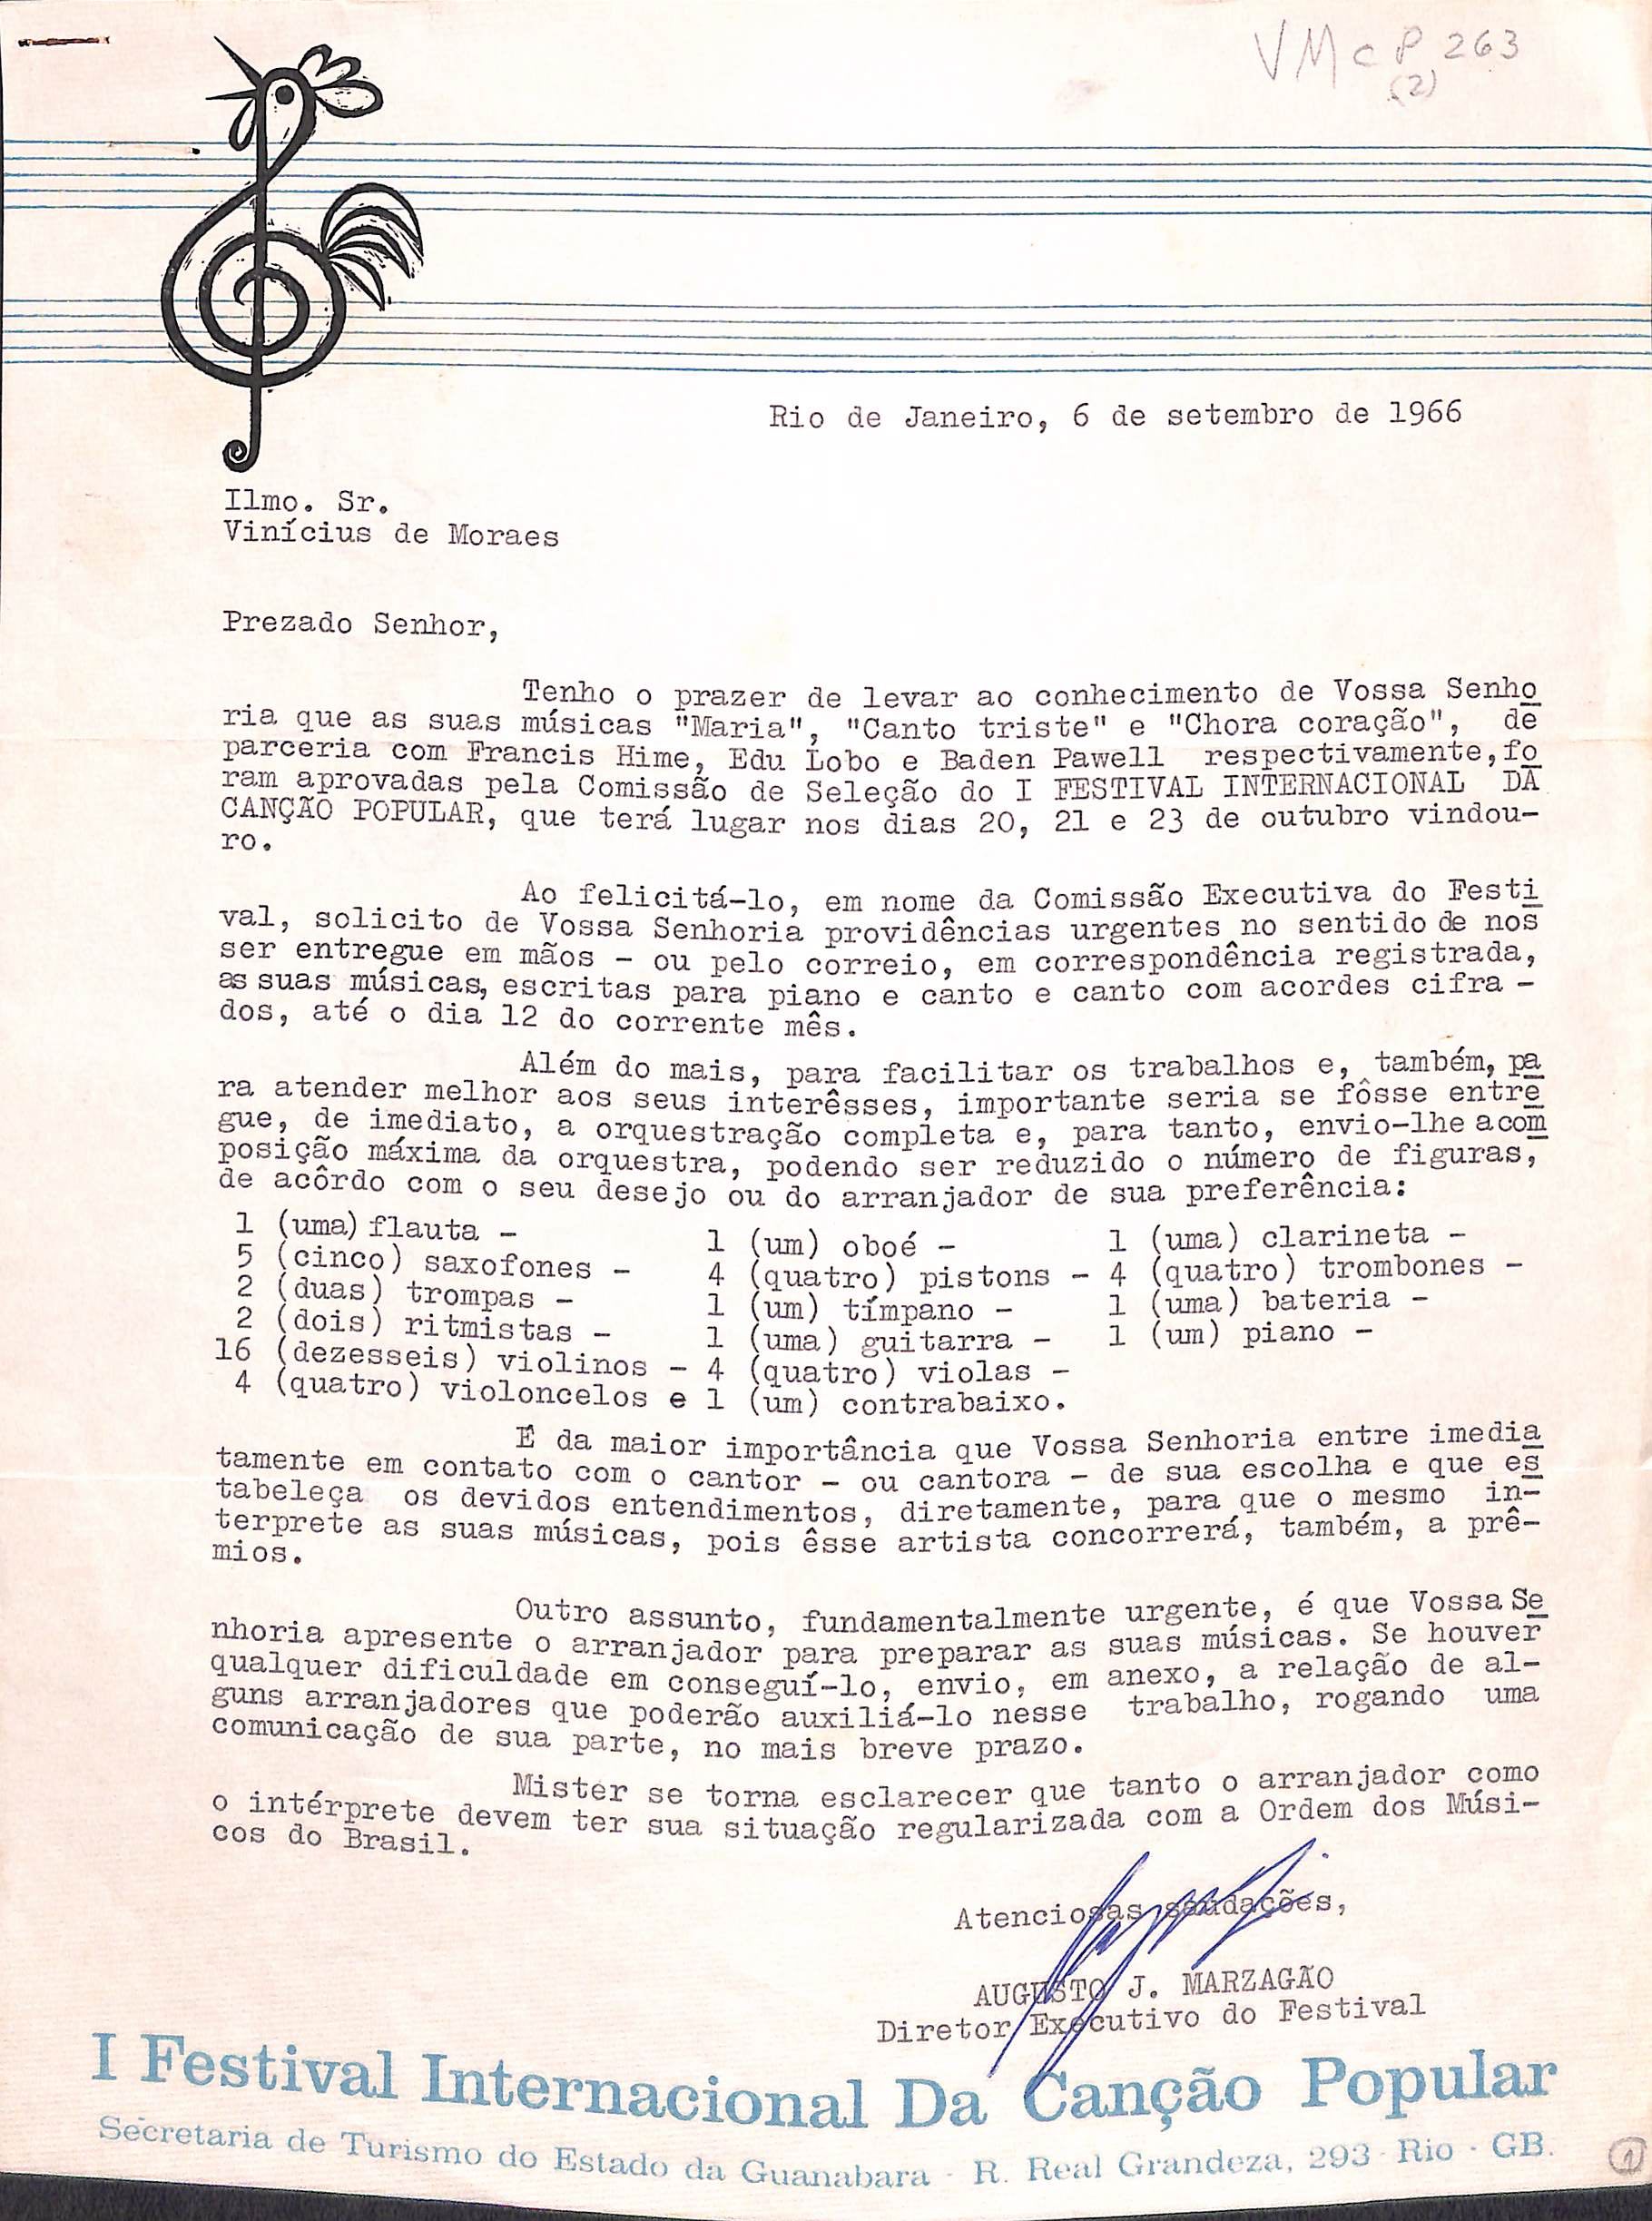 VMcP 263
(2)
Rio de Janeiro, 6 de setembro de 1966
Ilmo. Sr.
Vinícius de Moraes
Prezado Senhor,
Tenho o prazer de levar ao conhecimento de Vossa Senho
ria que as suas músicas "Maria", "Canto triste" e "Chora coração", de
parceria com Francis Hime, Edu Lobo e Baden Pawell respectivamente, fo
ram aprovadas pela Comissão de Seleção do I FESTIVAL INTERNACIONAL DA
CANÇÃO POPULAR, que terá lugar nos dias 20, 21 e 23 de outubro vindou-
ro.
Ao felicitá-lo, em nome da Comissão Executiva do Festi
val, solicito de Vossa Senhoria providências urgentes no sentido de nos
ser entregue em mãos - ou pelo correio, em correspondência registrada,
as suas músicas, escritas para piano e canto e canto com acordes cifra -
dos, até o dia 12 do corrente mês.
Além do mais, para facilitar os trabalhos e, também, pa
ra atender melhor aos seus interêsses, importante seria se fôsse entre
gue, de imediato, a orquestração completa e, para tanto, envio-lhe a com
posição máxima da orquestra, podendo ser reduzido o número de figuras,
de acôrdo com o seu desejo ou do arranjador de sua preferência:
1 (uma) flauta - 1 (um) oboé - 1 (uma) clarineta -
5 (cinco) saxofones - 4 (quatro) pistons - 4 (quatro) trombones -
2 (duas) trompas - 1 (um) tímpano - 1 (uma) bateria -
2 (dois) ritmistas - 1 (uma) guitarra - 1 (um) piano -
16 (dezesseis) violinos - 4 (quatro) violas -
4 (quatro) violoncelos e 1 (um) contrabaixo.
É da maior importância que Vossa Senhoria entre imedia
tamente em contato com o cantor - ou cantora - de sua escolha e que es
tabeleça os devidos entendimentos, diretamente, para que o mesmo in-
terprete as suas músicas, pois êsse artista concorrerá, também, a prê-
mios.
Outro assunto, fundamentalmente urgente, é que Vossa Se
nhoria apresente o arranjador para preparar as suas músicas. Se houver
qualquer dificuldade em conseguí-lo, envio, em anexo, a relação de al-
guns arranjadores que poderão auxiliá-lo nesse trabalho, rogando uma
comunicação de sua parte, no mais breve prazo.
Mister se torna esclarecer que tanto o arranjador como
o intérprete devem ter sua situação regularizada com a Ordem dos Músi-
cos do Brasil.
Atenciosas saudações,
AUGUSTO J. MARZAGÃO
Diretor Executivo do Festival
I Festival Internacional Da Canção Popular
Secretaria de Turismo do Estado da Guanabara - R. Real Grandeza, 293 - Rio - GB.
1